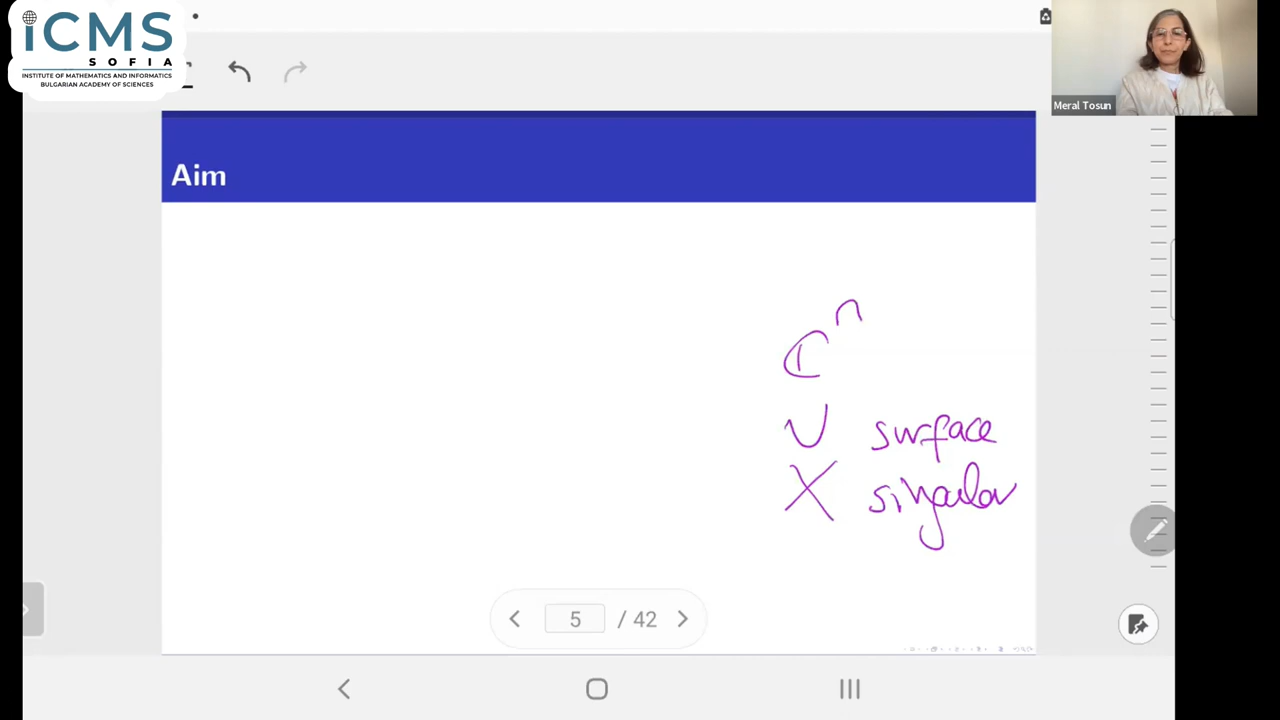 iCMS
SOFIA
INSTITUTE OF MATHEMATICS AND INFORMATICS
BULGARIAN ACADEMY OF SCIENCES
Meral Tosun
Aim
ℂⁿ
∪ surface
X singular
5 / 42